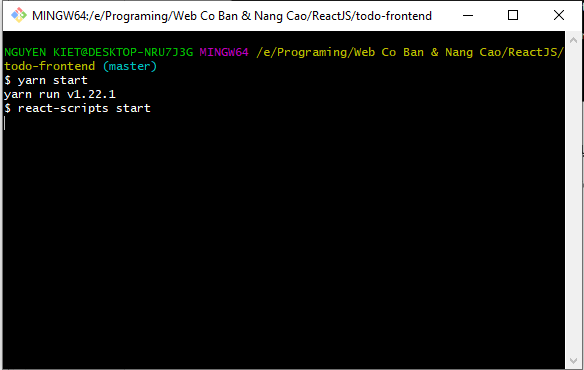 MINGW64:/e/Programing/Web Co Ban & Nang Cao/ReactJS/todo-frontend
NGUYEN KIET@DESKTOP-NRU7J3G MINGW64 /e/Programing/Web Co Ban & Nang Cao/ReactJS/
todo-frontend (master)
$ yarn start
yarn run v1.22.1
$ react-scripts start